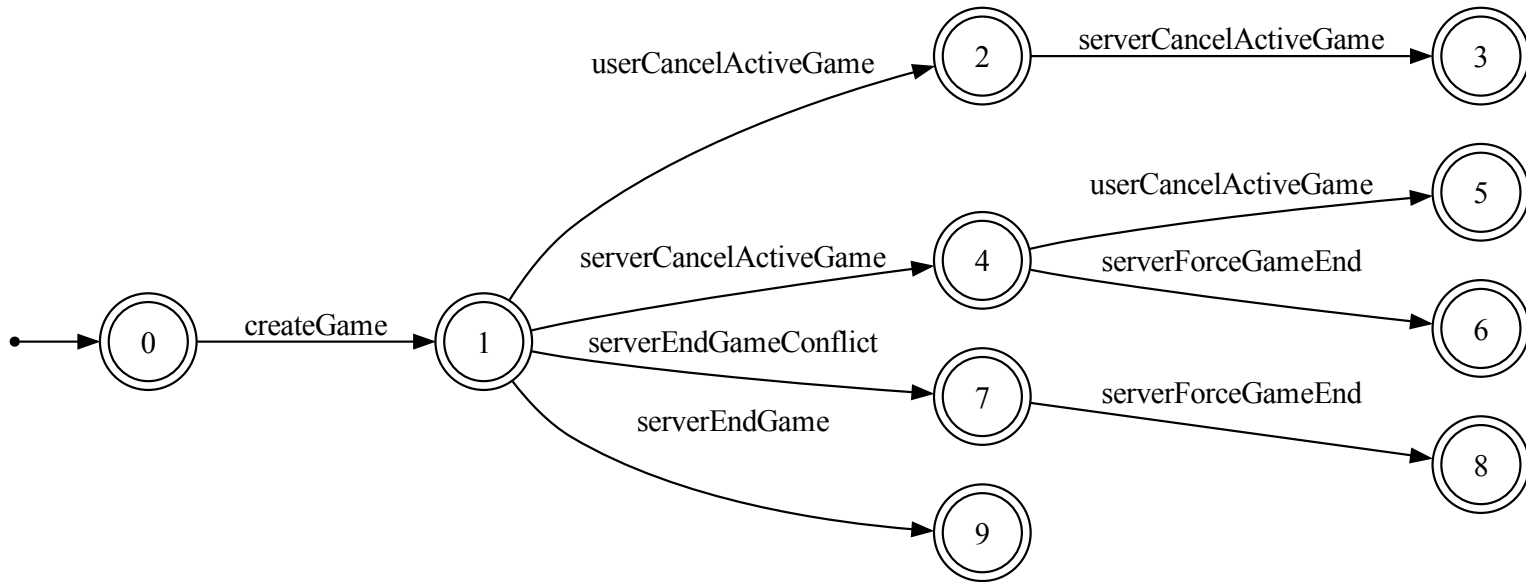 userCancelActiveGame
2
serverCancelActiveGame
3
userCancelActiveGame
5
serverCancelActiveGame
4
serverForceGameEnd
6
0
createGame
1
serverEndGameConflict
7
serverForceGameEnd
8
serverEndGame
9